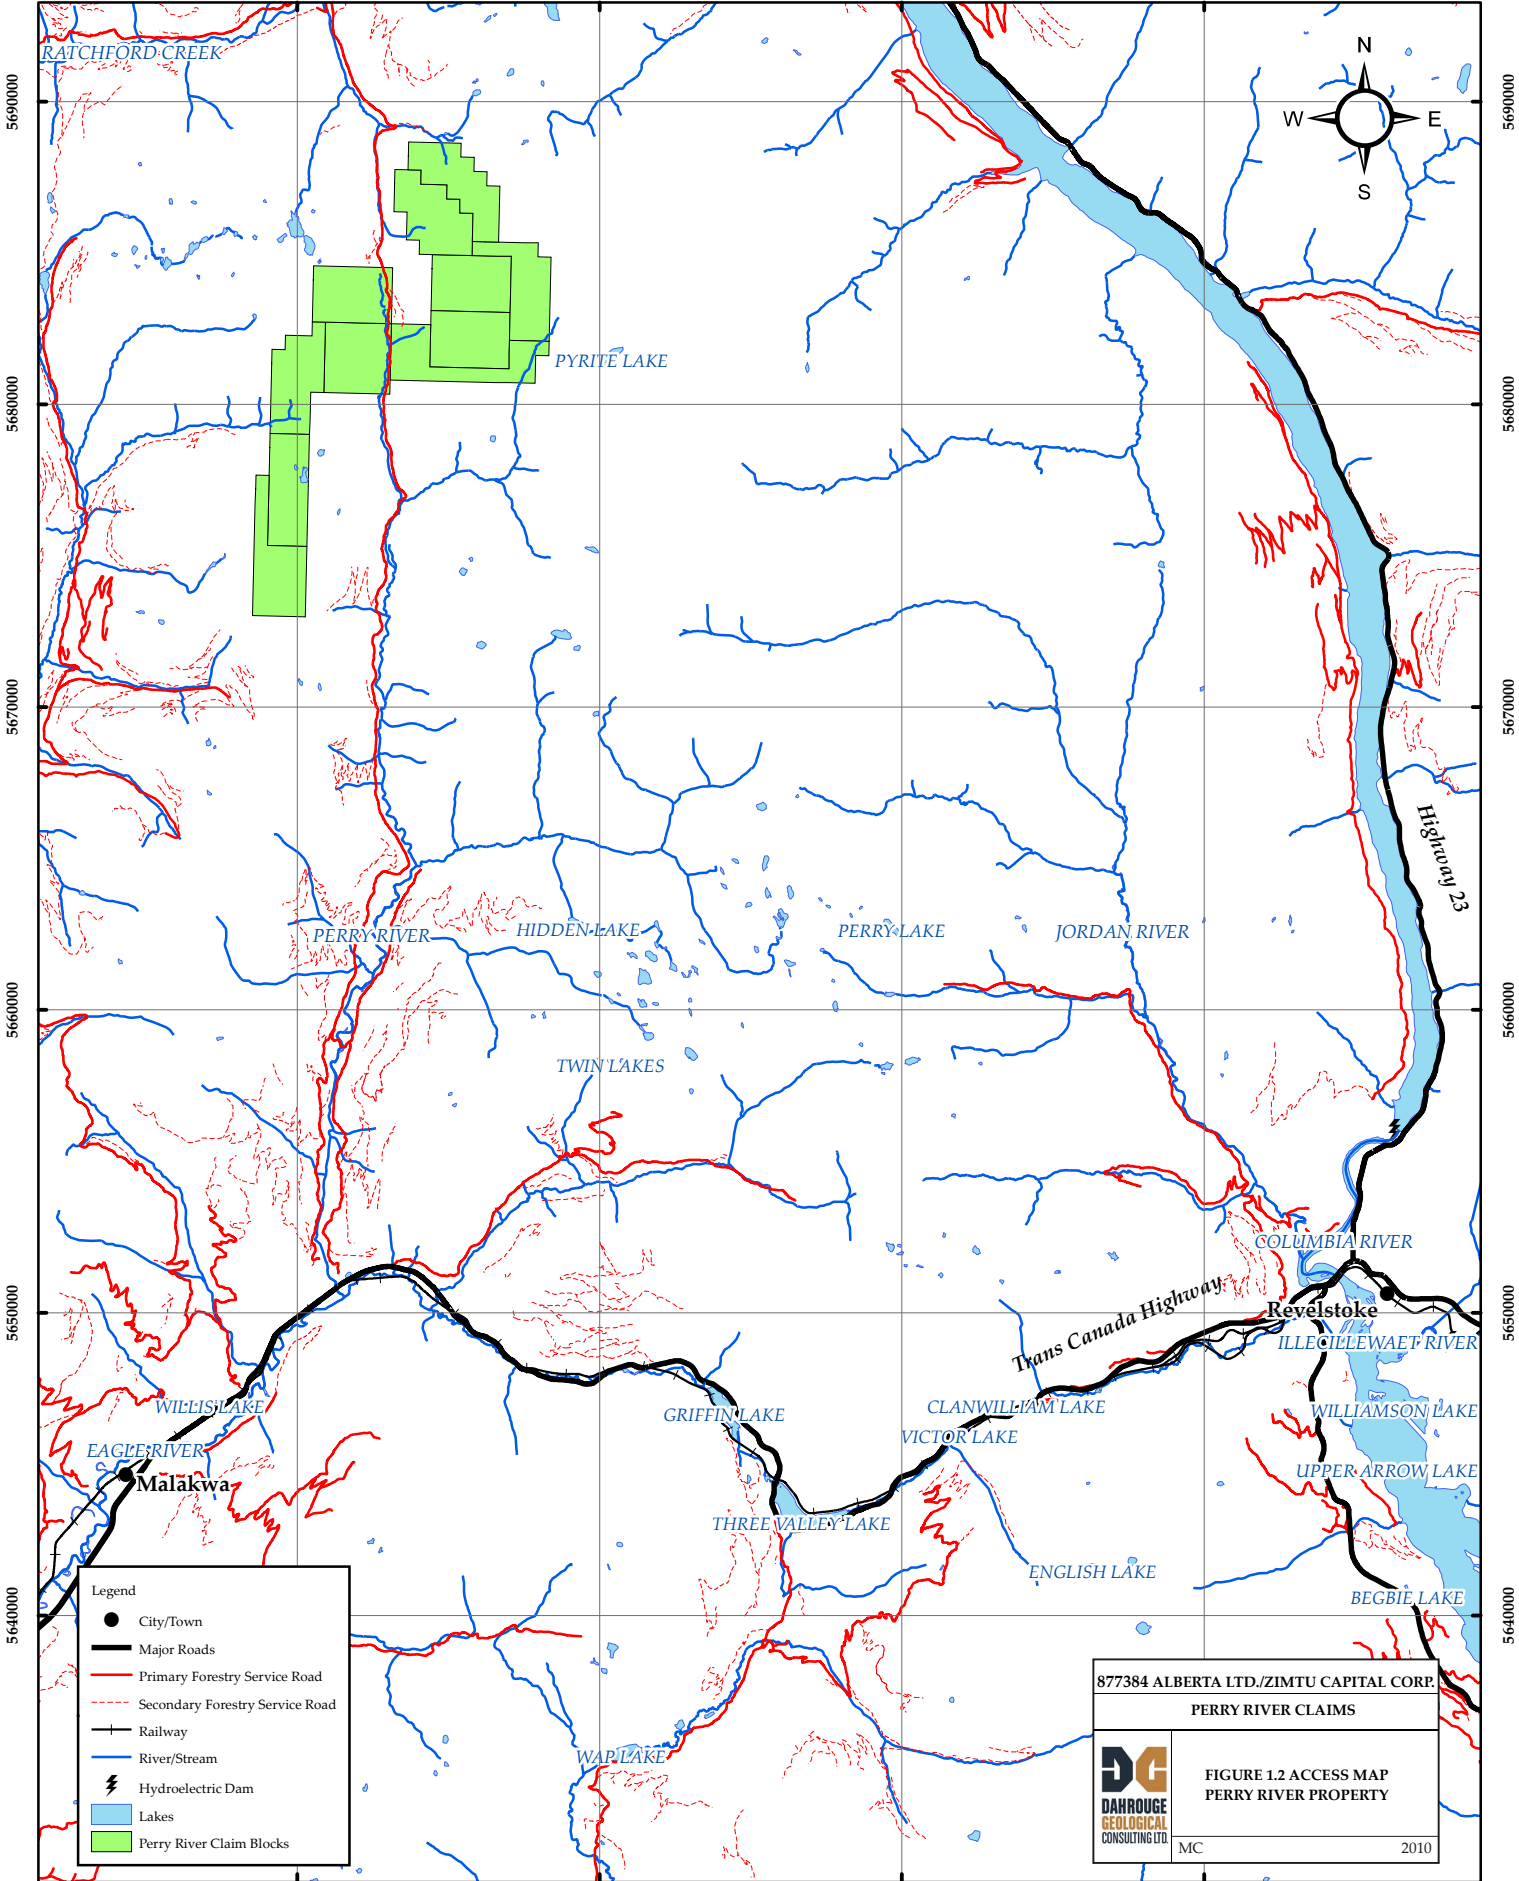 RATCHFORD CREEK
N
W
E
S
5690000
5690000
PYRITE LAKE
5680000
5680000
5670000
5670000
Highway 23
PERRY RIVER
HIDDEN LAKE
PERRY LAKE
JORDAN RIVER
5660000
5660000
TWIN LAKES
COLUMBIA RIVER
Trans Canada Highway
Revelstoke
5650000
5650000
ILLECILLEWAET RIVER
WILLIS LAKE
GRIFFIN LAKE
CLANWILLIAM LAKE
WILLIAMSON LAKE
VICTOR LAKE
EAGLE RIVER
Malakwa
UPPER ARROW LAKE
THREE VALLEY LAKE
ENGLISH LAKE
BEGBIE LAKE
5640000
5640000
WAP LAKE
Legend
City/Town
Major Roads
Primary Forestry Service Road
Secondary Forestry Service Road
Railway
River/Stream
Hydroelectric Dam
Lakes
Perry River Claim Blocks
877384 ALBERTA LTD./ZIMTU CAPITAL CORP.
PERRY RIVER CLAIMS
FIGURE 1.2 ACCESS MAP
PERRY RIVER PROPERTY
DAHROUGE
GEOLOGICAL
CONSULTING LTD.
MC
2010